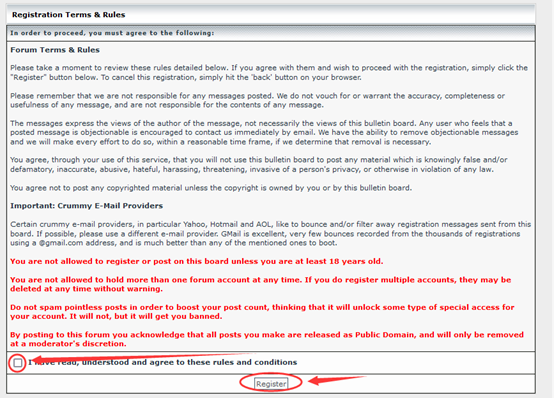 Registration Terms & Rules
In order to proceed, you must agree to the following:
Forum Terms & Rules
Please take a moment to review these rules detailed below. If you agree with them and wish to proceed with the registration, simply click the
"Register" button below. To cancel this registration, simply hit the 'back' button on your browser.
Please remember that we are not responsible for any messages posted. We do not vouch for or warrant the accuracy, completeness or
usefulness of any message, and are not responsible for the contents of any message.
The messages express the views of the author of the message, not necessarily the views of this bulletin board. Any user who feels that a
posted message is objectionable is encouraged to contact us immediately by email. We have the ability to remove objectionable messages
and we will make every effort to do so, within a reasonable time frame, if we determine that removal is necessary.
You agree, through your use of this service, that you will not use this bulletin board to post any material which is knowingly false and/or
defamatory, inaccurate, abusive, hateful, harassing, threatening, invasive of a person's privacy, or otherwise in violation of any law.
You agree not to post any copyrighted material unless the copyright is owned by you or by this bulletin board.
Important: Crummy E-Mail Providers
Certain crummy e-mail providers, in particular Yahoo, Hotmail and AOL, like to bounce and/or filter away registration messages sent from this
board. If possible, please use a different e-mail provider. GMail is excellent, very few bounces recorded from the thousands of registrations
using a @gmail.com address, and is much better than any of the mentioned ones to boot.
You are not allowed to register or post on this board unless you are at least 18 years old.
You are not allowed to hold more than one forum account at any time. If you do register multiple accounts, they may be
deleted at any time without warning.
Do not spam pointless posts in order to boost your post count, thinking that it will unlock some type of special access for
your account. It will not, but it will get you banned.
By posting to this forum you acknowledge that all posts you make are released as Public Domain, and will only be removed
at a moderator's discretion.
I have read, understood and agree to these rules and conditions
Register